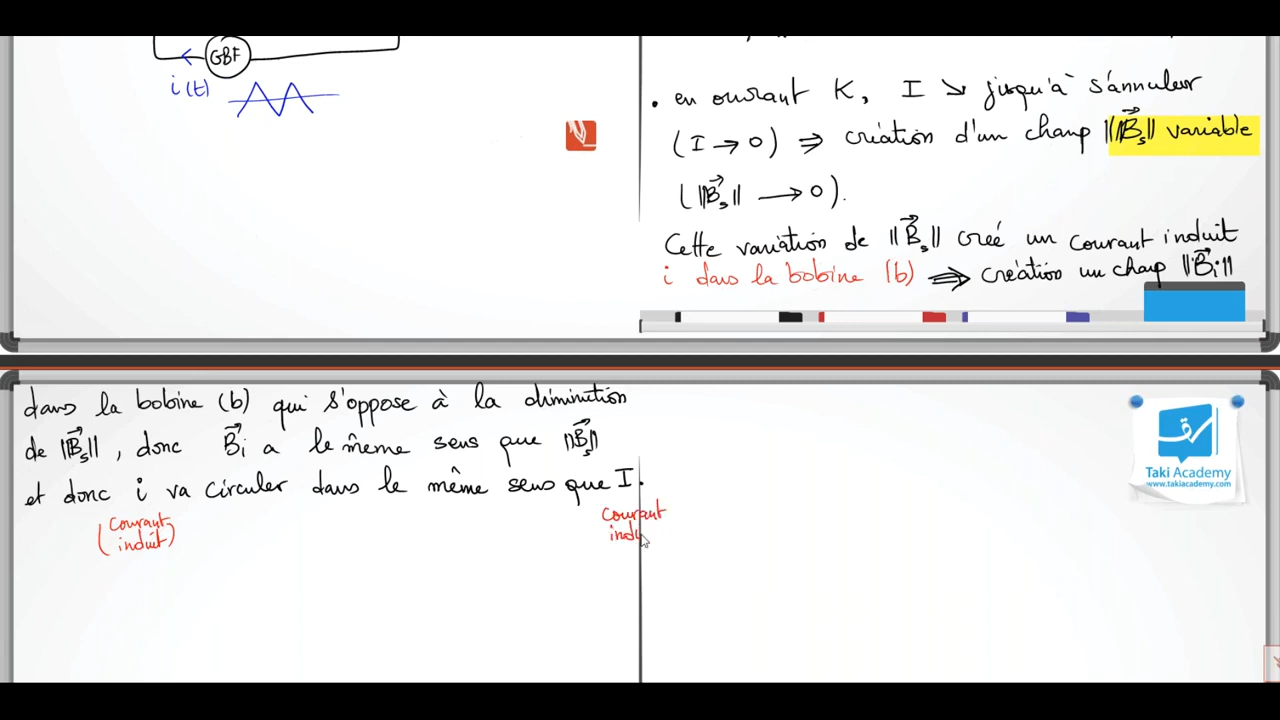 GBF
i(t)
• en ouvrant K, I ↘ jusqu'à s'annuler
(I → 0) ⇒ création d'un champ ||B⃗s|| variable
(||B⃗s|| → 0).
Cette variation de ||B⃗s|| créé un courant induit
i dans la bobine (b) ⇒ création un champ ||B⃗i||
dans la bobine (b) qui s'oppose à la diminution
de ||B⃗s||, donc B⃗i a le même sens que ||B⃗s||
et donc i va circuler dans le même sens que I.
(courant
induit)
courant
indu
Taki Academy
www.takiacademy.com